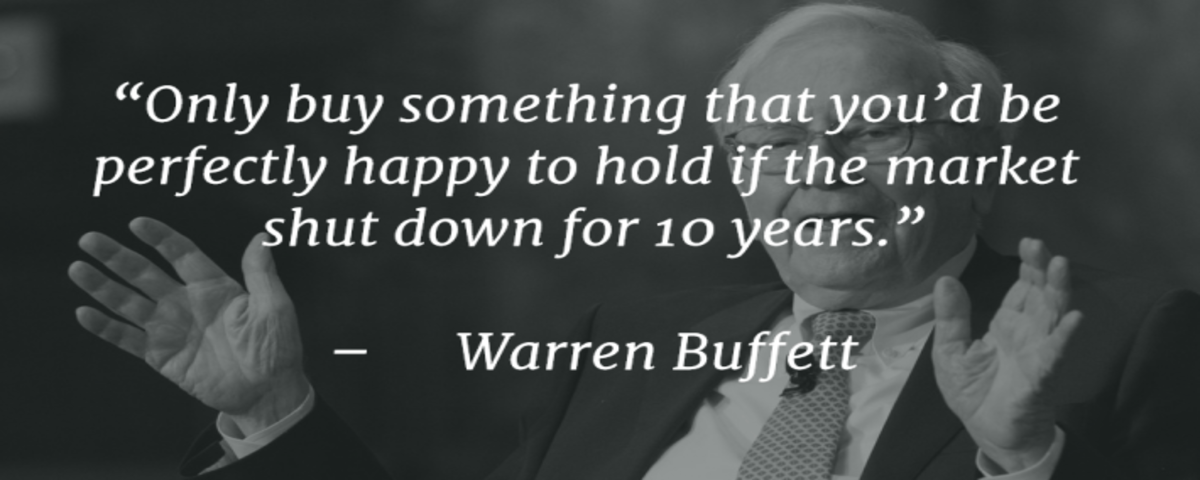 “Only buy something that you’d be
perfectly happy to hold if the market
shut down for 10 years.”
– Warren Buffett